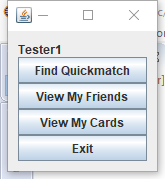 Tester1
Find Quickmatch
View My Friends
View My Cards
Exit